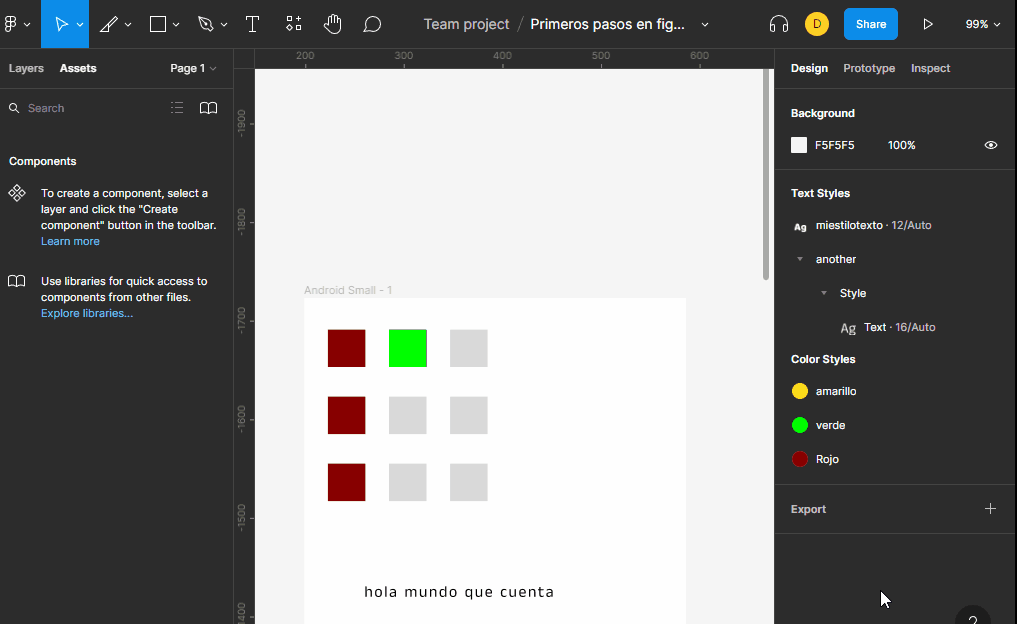 Team project / Primeros pasos en fig...
D
Share
99%
Layers
Assets
Page 1
Search
Components
To create a component, select a
layer and click the "Create
component" button in the toolbar.
Learn more
Use libraries for quick access to
components from other files.
Explore libraries...
200
300
400
500
600
-1900
-1800
-1700
-1600
-1500
-1400
Android Small - 1
hola mundo que cuenta
Design
Prototype
Inspect
Background
F5F5F5
100%
Text Styles
Ag miestilotexto · 12/Auto
another
Style
Ag Text · 16/Auto
Color Styles
amarillo
verde
Rojo
Export
?